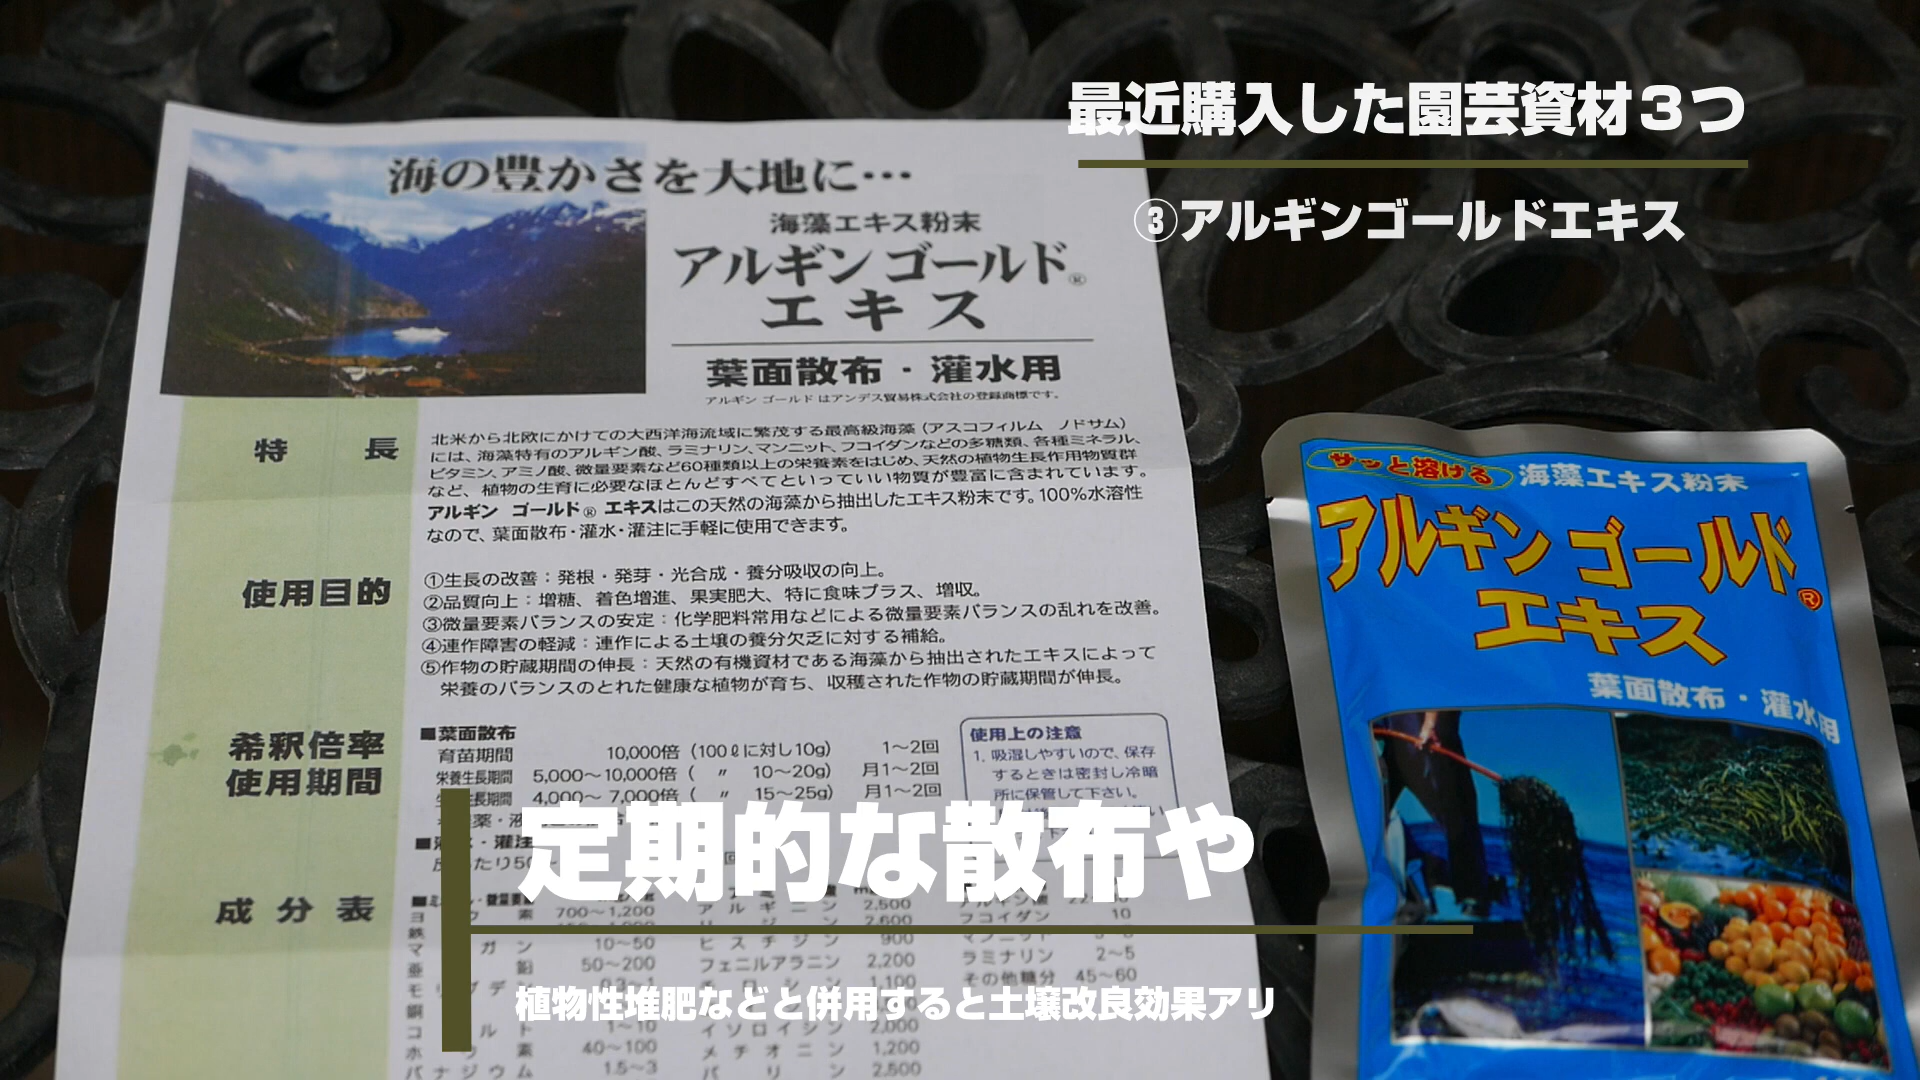 最近購入した園芸資材３つ
③アルギンゴールドエキス
海の豊かさを大地に…
海藻エキス粉末
アルギン ゴールド®
エキス
葉面散布・灌水用
アルギン ゴールド はアンデス貿易株式会社の登録商標です。
特 長
北米から北欧にかけての大西洋海流域に繁茂する最高級海藻（アスコフィルム ノドサム）
には、海藻特有のアルギン酸、ラミナリン、マンニット、フコイダンなどの多糖類、各種ミネラル、
ビタミン、アミノ酸、微量要素など60種類以上の栄養素をはじめ、天然の植物生長作用物質群
など、植物の生育に必要なほとんどすべてといっていい物質が豊富に含まれています。
アルギン ゴールド® エキスはこの天然の海藻から抽出したエキス粉末です。100%水溶性
なので、葉面散布・灌水・灌注に手軽に使用できます。
使用目的
①生長の改善：発根・発芽・光合成・養分吸収の向上。
②品質向上：増糖、着色増進、果実肥大、特に食味プラス、増収。
③微量要素バランスの安定：化学肥料常用などによる微量要素バランスの乱れを改善。
④連作障害の軽減：連作による土壌の養分欠乏に対する補給。
⑤作物の貯蔵期間の伸長：天然の有機資材である海藻から抽出されたエキスによって
栄養のバランスのとれた健康な植物が育ち、収穫された作物の貯蔵期間が伸長。
希釈倍率
使用期間
■葉面散布
育苗期間 10,000倍（100ℓに対し10g） 1～2回
栄養生長期間 5,000～10,000倍（ 〃 10～20g） 月1～2回
長期間 4,000～7,000倍（ 〃 15～25g） 月1～2回
使用上の注意
1. 吸湿しやすいので、保存
するときは密封し冷暗
所に保管して下さい。
成分表
700～1,200 アルギニン 2,500
フコイダン 10
10～50 ヒスチジン 900
亜鉛 50～200 フェニルアラニン 2,200 ラミナリン 2～5
1,100 その他糖分 45～60
1～10 イソロイシン 2,000
ホウ素 40～100 メチオニン 1,200
バナジウム 1.5～3 バリン 2,500
定期的な散布や
植物性堆肥などと併用すると土壌改良効果アリ
サッと溶ける 海藻エキス粉末
アルギン ゴールド®
エキス
葉面散布・灌水用